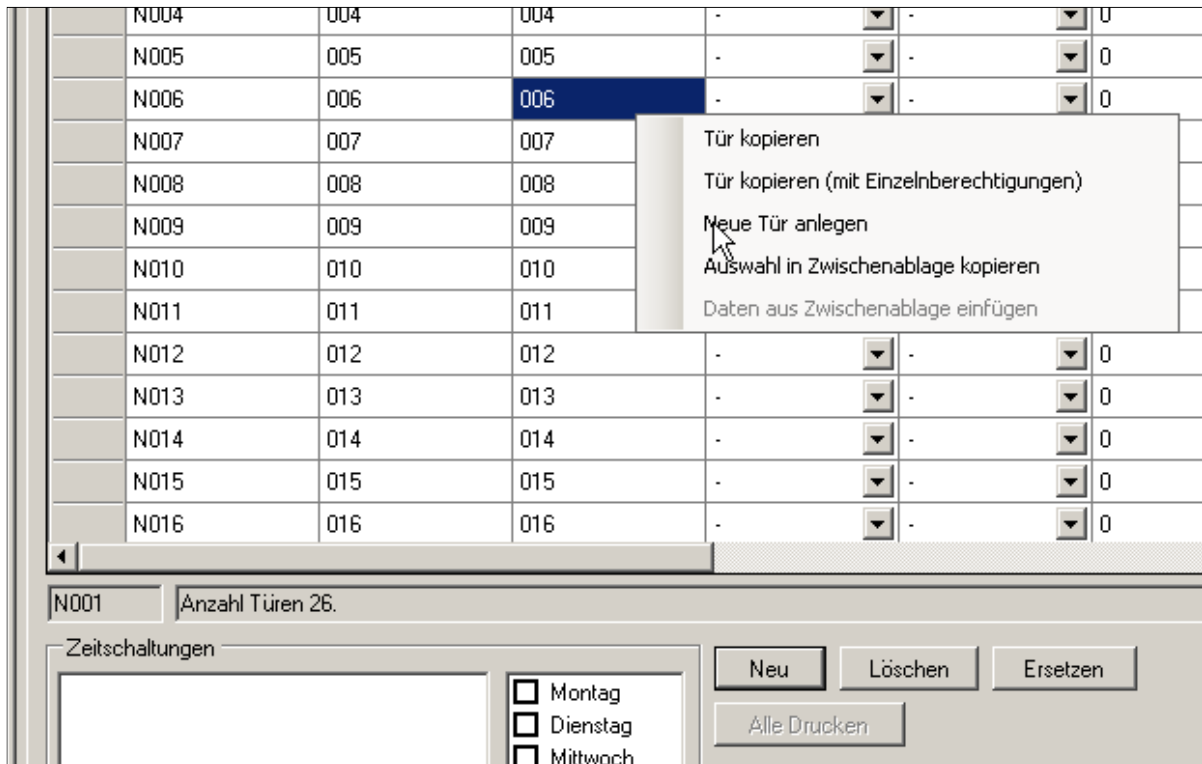 N004 004 004 - - 0
N005 005 005 - - 0
N006 006 006 - - 0
N007 007 007
Tür kopieren
N008 008 008
Tür kopieren (mit Einzelnberechtigungen)
N009 009 009
Neue Tür anlegen
N010 010 010
Auswahl in Zwischenablage kopieren
N011 011 011
Daten aus Zwischenablage einfügen
N012 012 012 - - 0
N013 013 013 - - 0
N014 014 014 - - 0
N015 015 015 - - 0
N016 016 016 - - 0
N001 Anzahl Türen 26.
Zeitschaltungen
Montag
Dienstag
Mittwoch
Neu Löschen Ersetzen
Alle Drucken